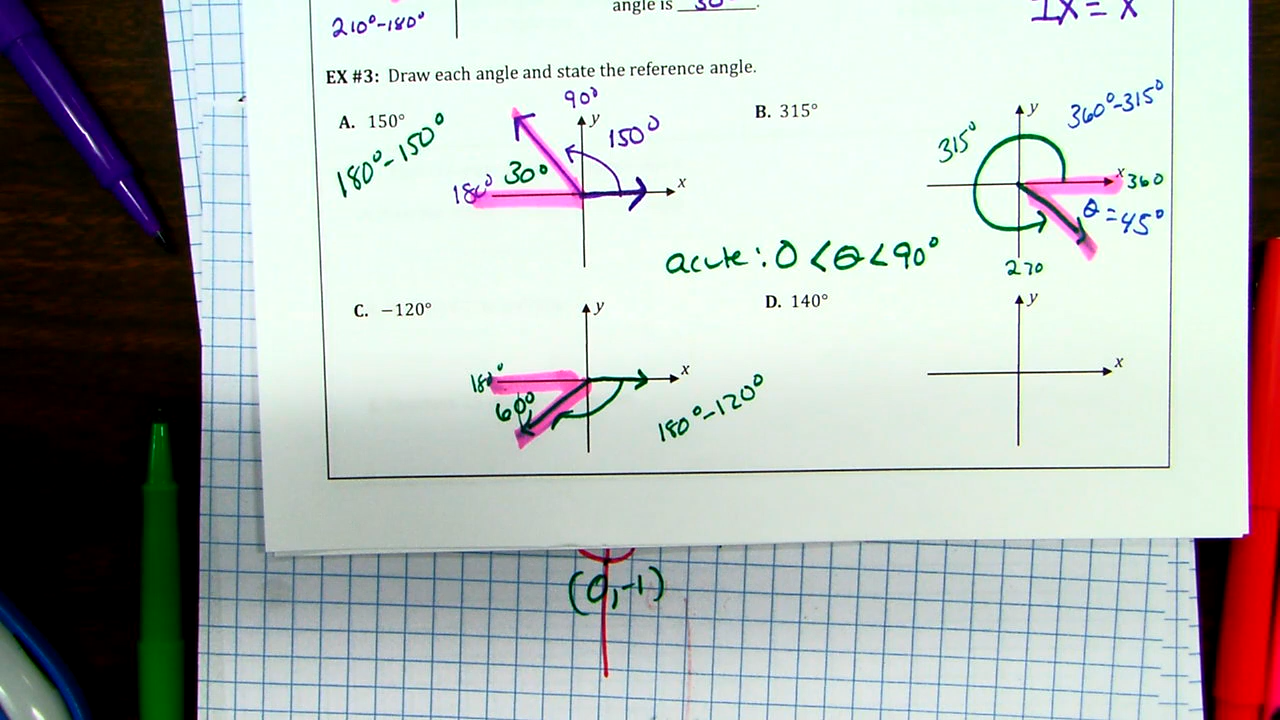 angle is 30°.
210°-180°
1x = x
EX #3: Draw each angle and state the reference angle.
A. 150°
180°-150°
90°
y
150°
30°
180°
x
B. 315°
y
360°-315°
315°
x
360
θ = 45°
270
acute: 0 < θ < 90°
C. −120°
y
180°
x
60°
180°-120°
D. 140°
y
x
(0,-1)